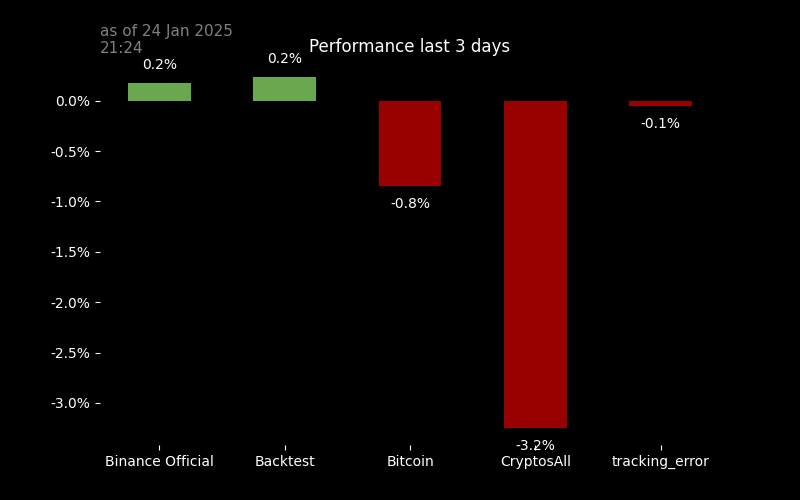 as of 24 Jan 2025
21:24
Performance last 3 days
0.2%
0.2%
-0.8%
-3.2%
-0.1%
0.0%
-0.5%
-1.0%
-1.5%
-2.0%
-2.5%
-3.0%
Binance Official
Backtest
Bitcoin
CryptosAll
tracking_error